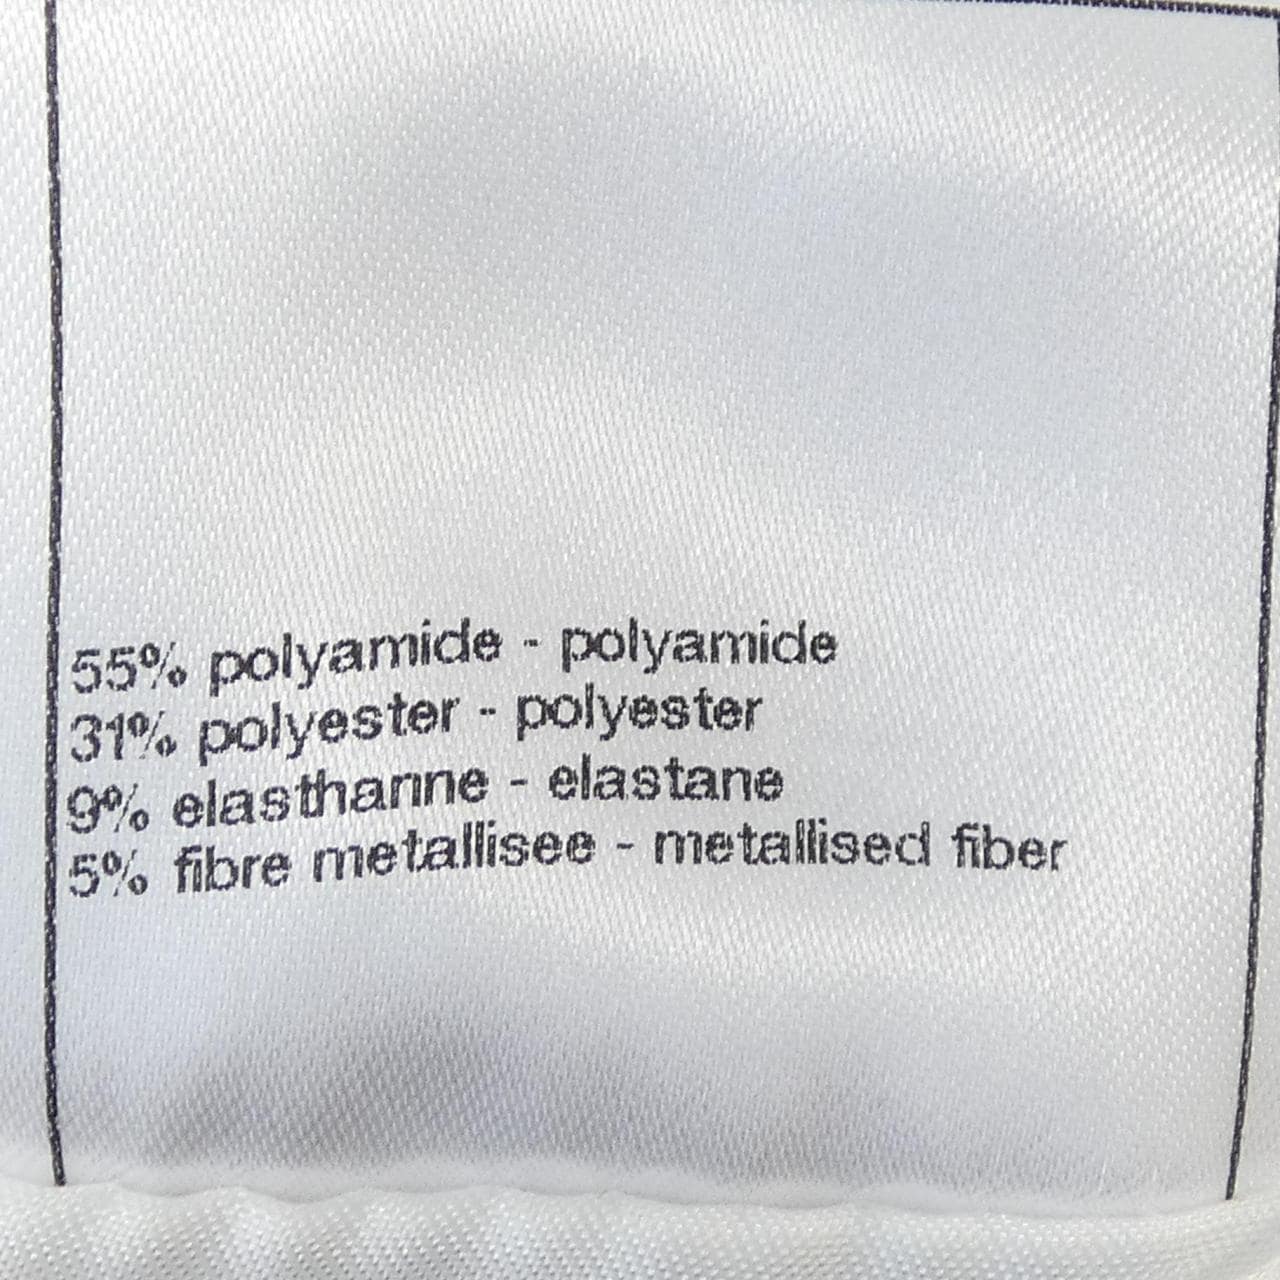 55% polyamide - polyamide
31% polyester - polyester
9% elasthanne - elastane
5% fibre metallisee - metallised fiber